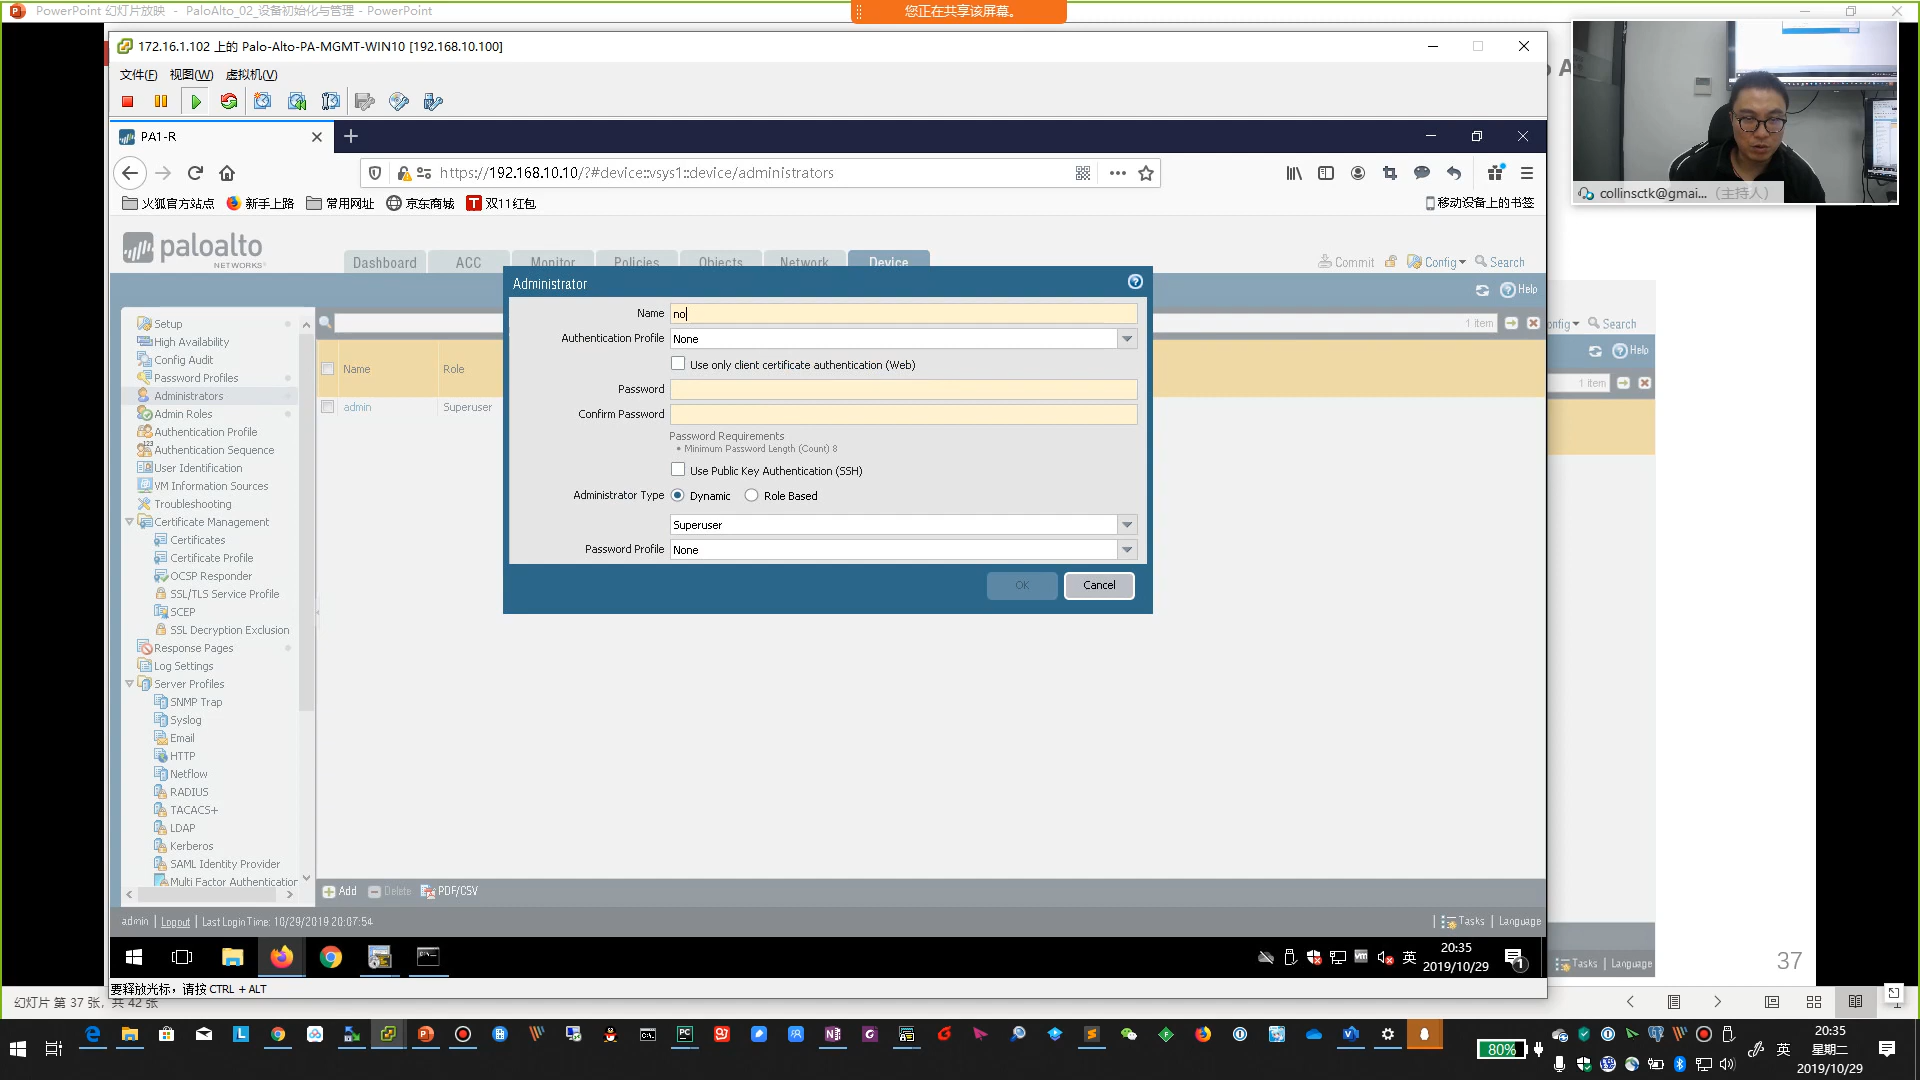 PowerPoint 幻灯片放映 - PaloAlto_02_设备初始化与管理 - PowerPoint
您正在共享该屏幕。
172.16.1.102 上的 Palo-Alto-PA-MGMT-WIN10 [192.168.10.100]
文件(F) 视图(W) 虚拟机(V)
PA1-R
https://192.168.10.10/?#device::vsys1::device/administrators
火狐官方站点 新手上路 常用网址 京东商城 双11红包 移动设备上的书签
collinsctk@gmai... (主持人)
paloalto
NETWORKS
Dashboard ACC Monitor Policies Objects Network Device
Commit Config Search
Help
Administrator
Name no
Authentication Profile None
Use only client certificate authentication (Web)
Password
Confirm Password
Password Requirements
• Minimum Password Length (Count) 8
Use Public Key Authentication (SSH)
Administrator Type Dynamic Role Based
Superuser
Password Profile None
OK Cancel
1 item
Name Role
admin Superuser
Setup
High Availability
Config Audit
Password Profiles
Administrators
Admin Roles
Authentication Profile
Authentication Sequence
User Identification
VM Information Sources
Troubleshooting
Certificate Management
Certificates
Certificate Profile
OCSP Responder
SSL/TLS Service Profile
SCEP
SSL Decryption Exclusion
Response Pages
Log Settings
Server Profiles
SNMP Trap
Syslog
Email
HTTP
Netflow
RADIUS
TACACS+
LDAP
Kerberos
SAML Identity Provider
Multi Factor Authentication
Add Delete PDF/CSV
admin | Logout | Last Login Time: 10/29/2019 20:07:54
Tasks | Language
o A
nfig Search
Help
1 item
Tasks | Language
37
英 20:35
2019/10/29
1
要释放光标，请按 CTRL + ALT
幻灯片 第 37 张，共 42 张
80%
英
20:35
星期二
2019/10/29